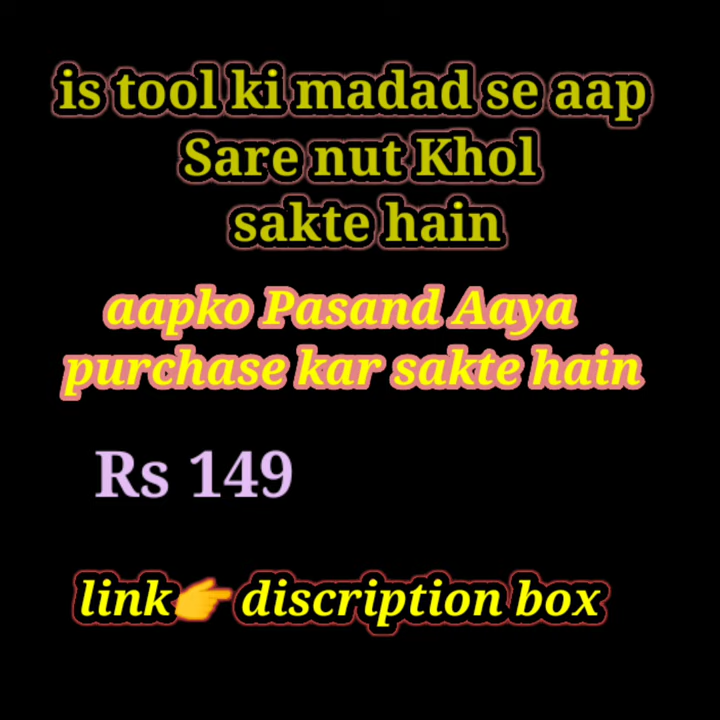 is tool ki madad se aap
Sare nut Khol
sakte hain
aapko Pasand Aaya
purchase kar sakte hain
Rs 149
link👉 discription box